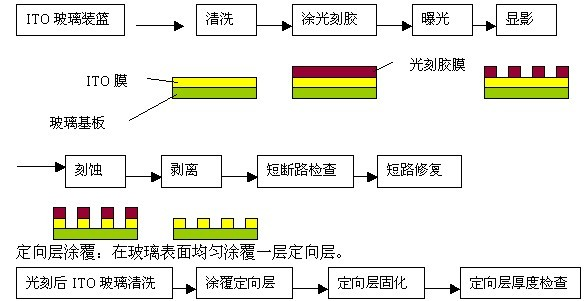 ITO 玻璃装篮 清洗 涂光刻胶 曝光 显影
光刻胶膜
ITO 膜
玻璃基板
刻蚀 剥离 短断路检查 短路修复
定向层涂覆：在玻璃表面均匀涂覆一层定向层。
光刻后 ITO 玻璃清洗 涂覆定向层 定向层固化 定向层厚度检查